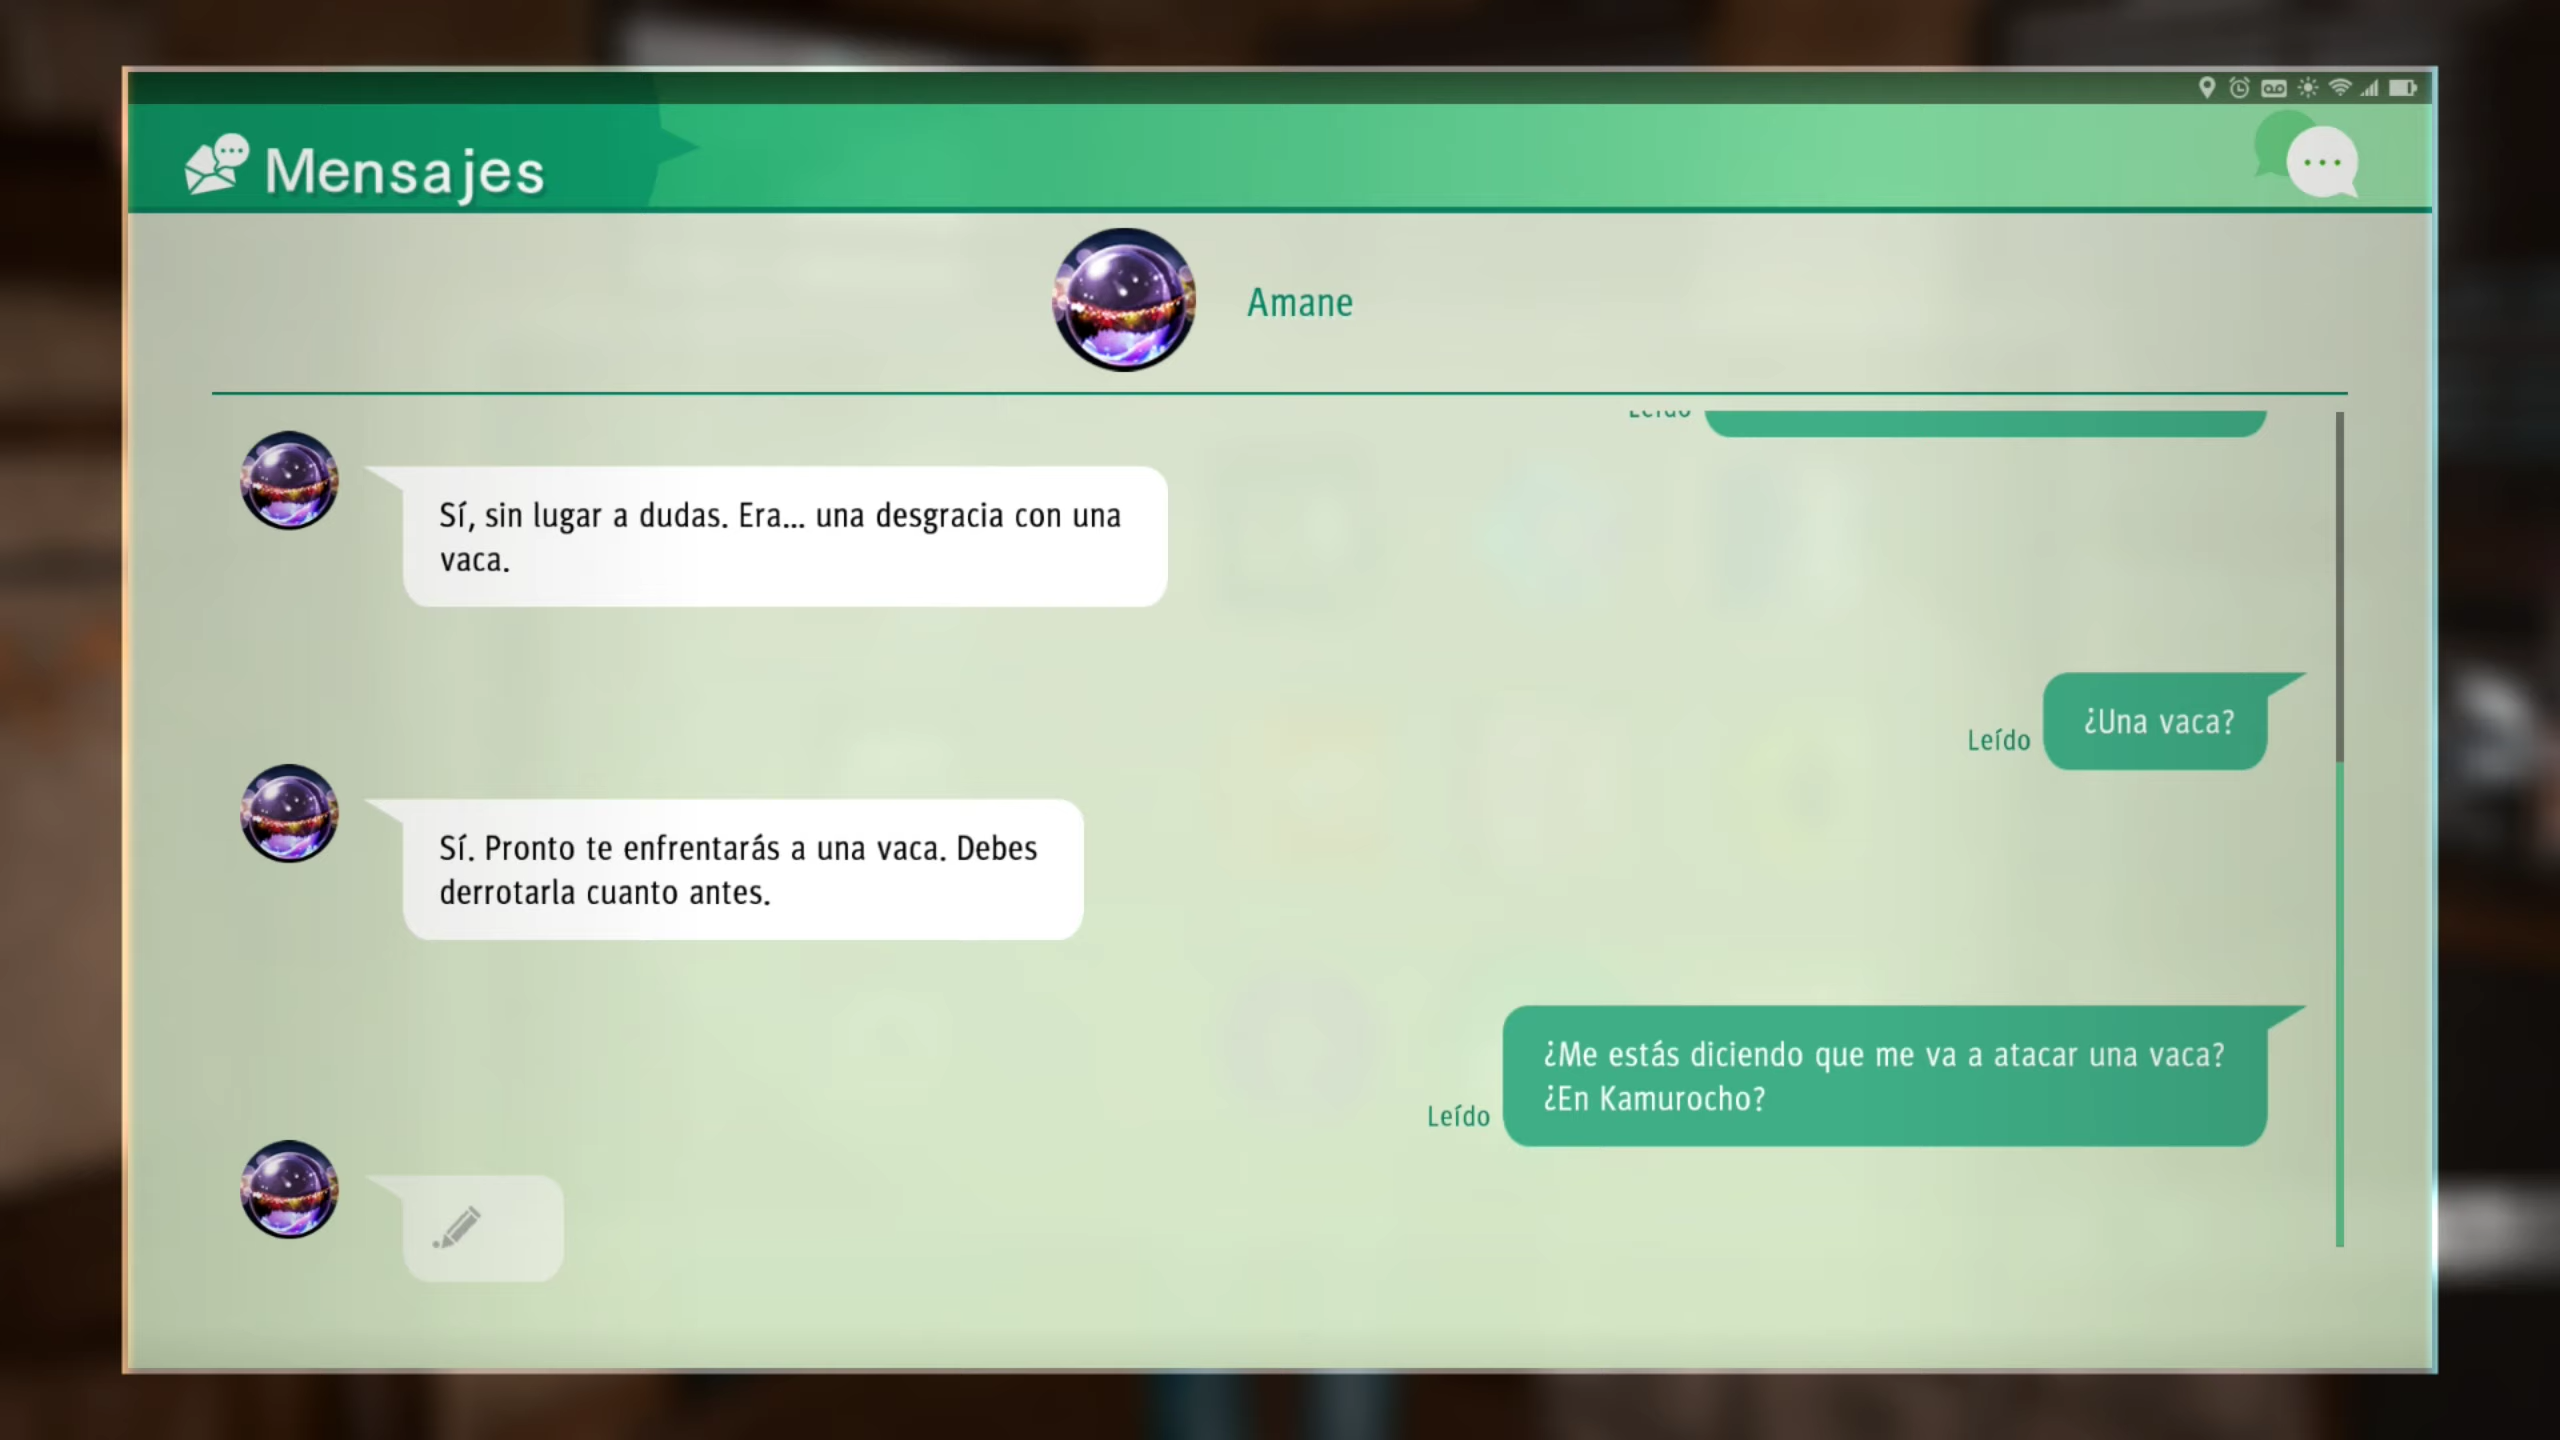 Mensajes
Amane
Sí, sin lugar a dudas. Era... una desgracia con una
vaca.
¿Una vaca?
Leído
Sí. Pronto te enfrentarás a una vaca. Debes
derrotarla cuanto antes.
¿Me estás diciendo que me va a atacar una vaca?
¿En Kamurocho?
Leído